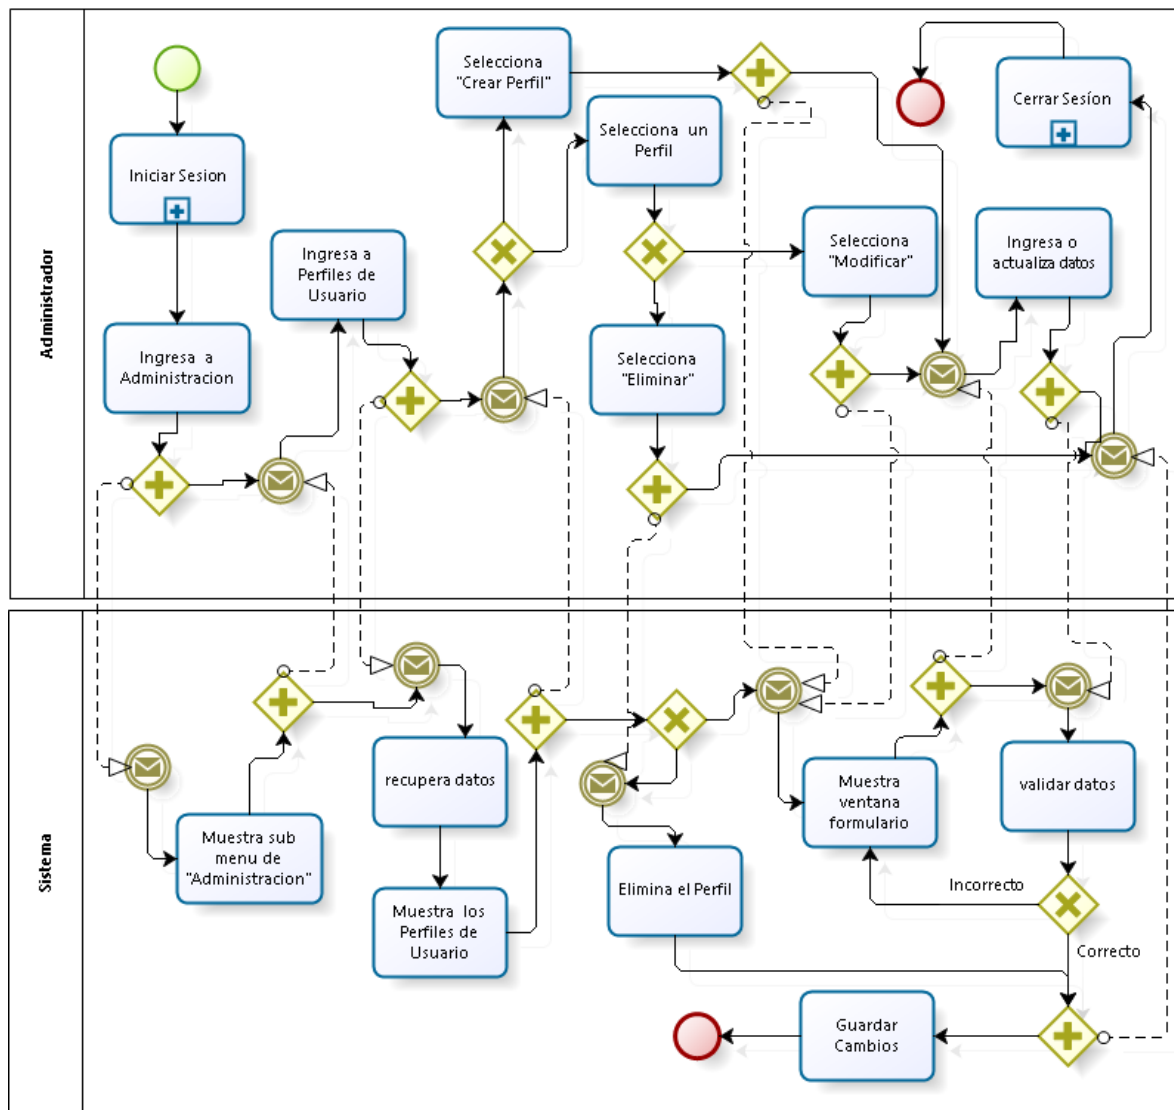 Administrador
Iniciar Sesion
Ingresa a
Administracion
Ingresa a
Perfiles de
Usuario
Selecciona
"Crear Perfil"
Selecciona un
Perfil
Selecciona
"Eliminar"
Selecciona
"Modificar"
Ingresa o
actualiza datos
Cerrar Sesíon
Sistema
Muestra sub
menu de
"Administracion"
recupera datos
Muestra los
Perfiles de
Usuario
Elimina el Perfil
Muestra
ventana
formulario
validar datos
Incorrecto
Correcto
Guardar
Cambios